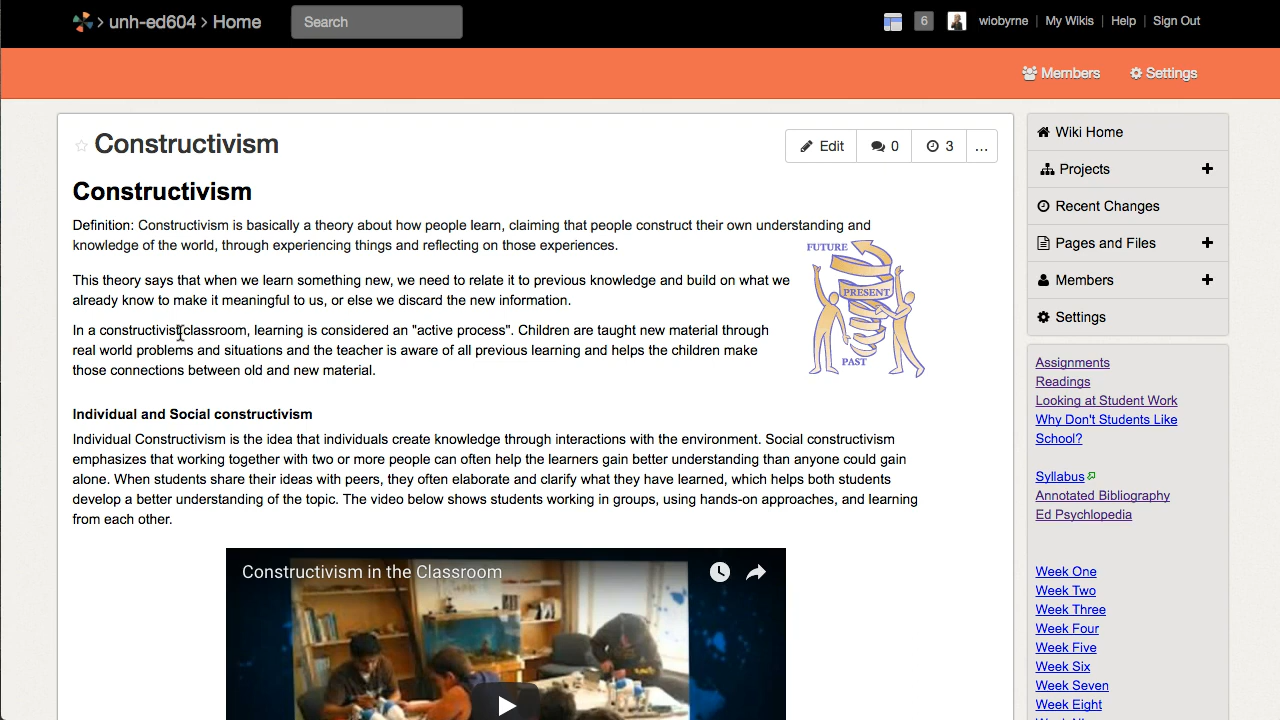 > unh-ed604 > Home
Search
6
wiobyrne
My Wikis
Help
Sign Out
Members
Settings
Constructivism
Edit
0
3
...
Constructivism
Definition: Constructivism is basically a theory about how people learn, claiming that people construct their own understanding and
knowledge of the world, through experiencing things and reflecting on those experiences.
This theory says that when we learn something new, we need to relate it to previous knowledge and build on what we
already know to make it meaningful to us, or else we discard the new information.
In a constructivist classroom, learning is considered an "active process". Children are taught new material through
real world problems and situations and the teacher is aware of all previous learning and helps the children make
those connections between old and new material.
FUTURE
PRESENT
PAST
Individual and Social constructivism
Individual Constructivism is the idea that individuals create knowledge through interactions with the environment. Social constructivism
emphasizes that working together with two or more people can often help the learners gain better understanding than anyone could gain
alone. When students share their ideas with peers, they often elaborate and clarify what they have learned, which helps both students
develop a better understanding of the topic. The video below shows students working in groups, using hands-on approaches, and learning
from each other.
Constructivism in the Classroom
Wiki Home
Projects
Recent Changes
Pages and Files
Members
Settings
Assignments
Readings
Looking at Student Work
Why Don't Students Like
School?
Syllabus
Annotated Bibliography
Ed Psychlopedia
Week One
Week Two
Week Three
Week Four
Week Five
Week Six
Week Seven
Week Eight